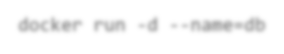 docker run -d --name=db